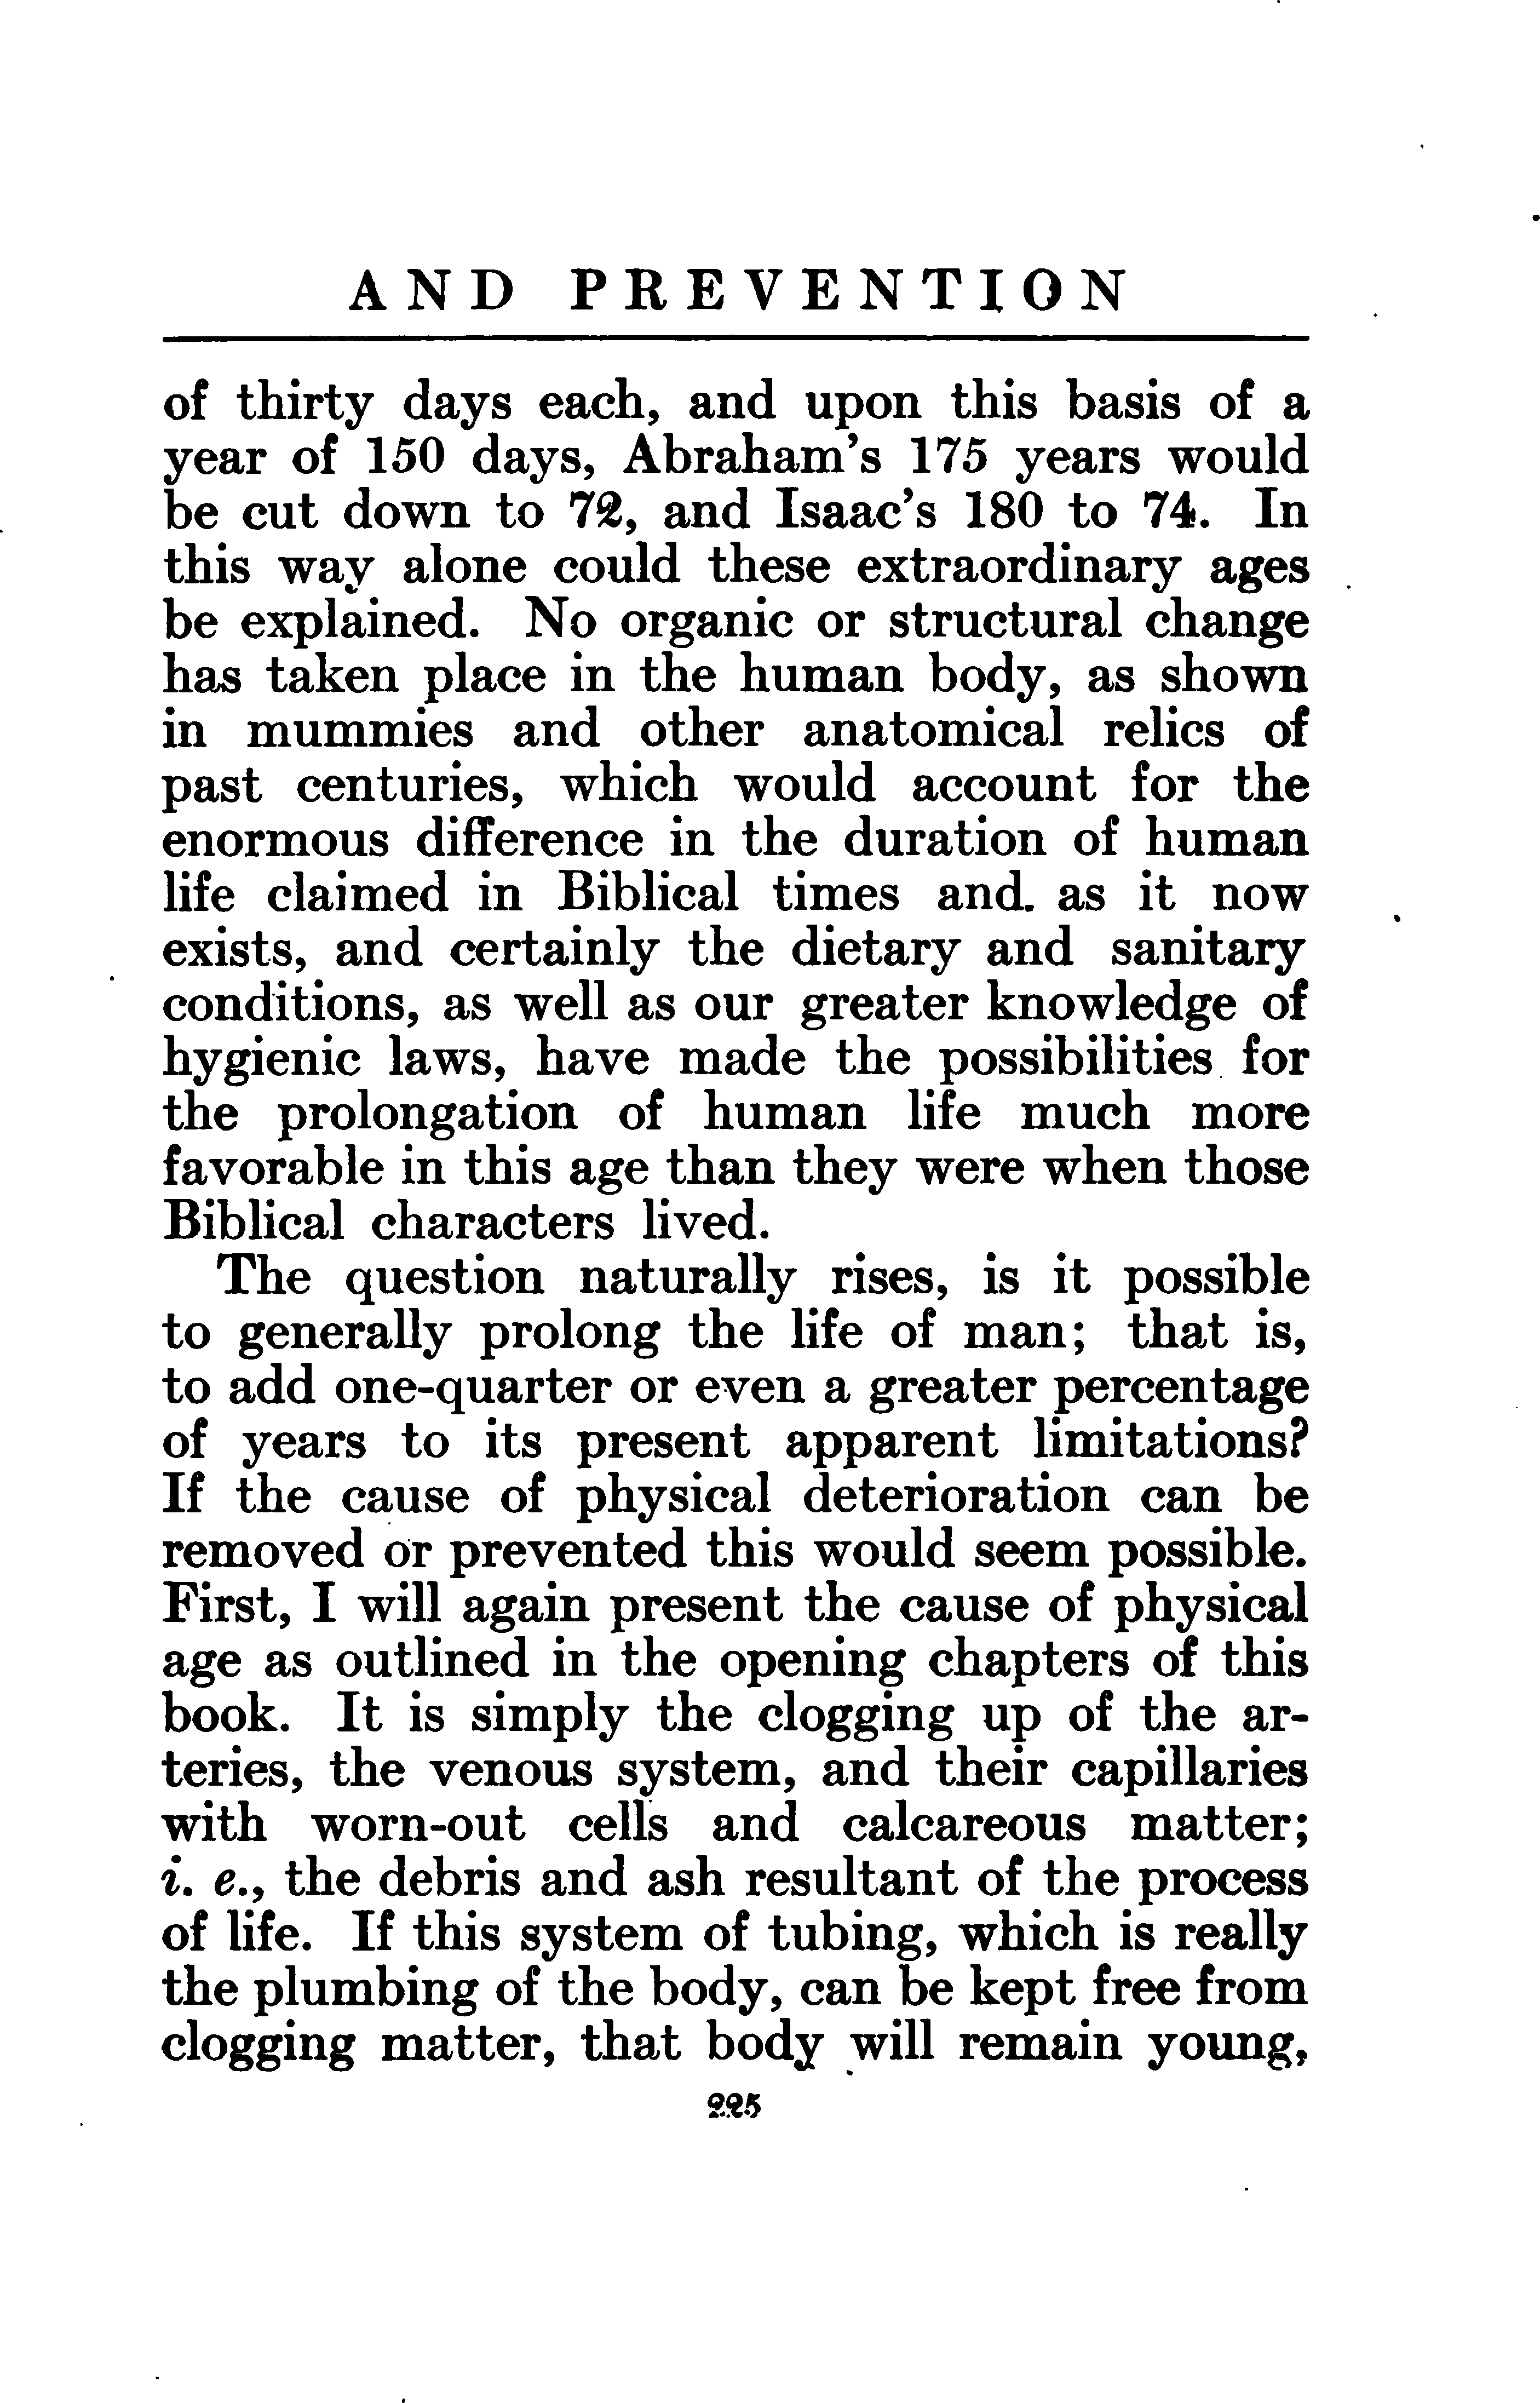 AND PREVENTION
of thirty days each, and upon this basis of a
year of 150 days, Abraham's 175 years would
be cut down to 72, and Isaac's 180 to 74. In
this way alone could these extraordinary ages
be explained. No organic or structural change
has taken place in the human body, as shown
in mummies and other anatomical relics of
past centuries, which would account for the
enormous difference in the duration of human
life claimed in Biblical times and. as it now
exists, and certainly the dietary and sanitary
conditions, as well as our greater knowledge of
hygienic laws, have made the possibilities for
the prolongation of human life much more
favorable in this age than they were when those
Biblical characters lived.
The question naturally rises, is it possible
to generally prolong the life of man; that is,
to add one-quarter or even a greater percentage
of years to its present apparent limitations?
If the cause of physical deterioration can be
removed or prevented this would seem possible.
First, I will again present the cause of physical
age as outlined in the opening chapters of this
book. It is simply the clogging up of the ar-
teries, the venous system, and their capillaries
with worn-out cells and calcareous matter;
i. e., the debris and ash resultant of the process
of life. If this system of tubing, which is really
the plumbing of the body, can be kept free from
clogging matter, that body will remain young,
225